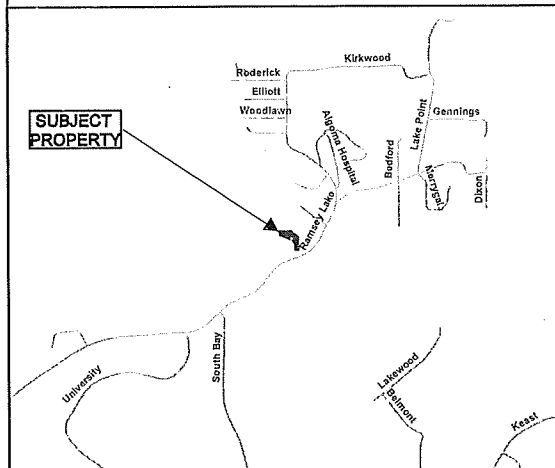 Kirkwood
Roderick
Elliott
Woodlawn
SUBJECT
PROPERTY
Algoma Hospital
Bedford
Lake Point
Gennings
Merrygal
Dixon
Ramsey Lake
University
South Bay
Lakewood
Belmont
Keast